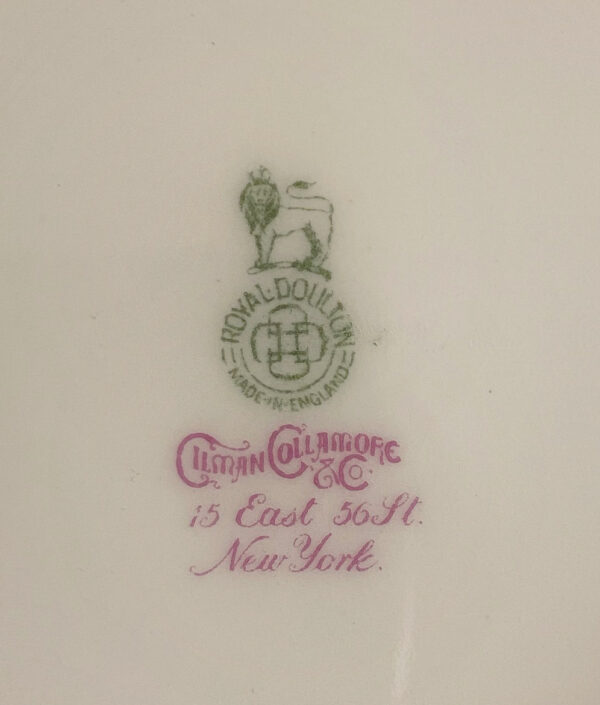 ROYAL·DOULTON
MADE·IN·ENGLAND
GILMAN COLLAMORE
& CO.
15 East 56 St.
New York.